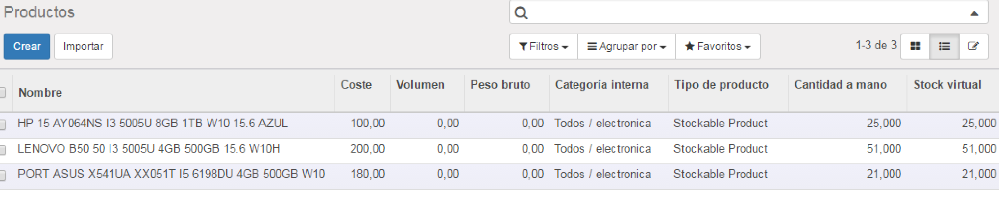 Productos
Crear Importar Filtros Agrupar por Favoritos 1-3 de 3
Nombre Coste Volumen Peso bruto Categoría interna Tipo de producto Cantidad a mano Stock virtual
HP 15 AY064NS I3 5005U 8GB 1TB W10 15.6 AZUL 100,00 0,00 0,00 Todos / electronica Stockable Product 25,000 25,000
LENOVO B50 50 I3 5005U 4GB 500GB 15.6 W10H 200,00 0,00 0,00 Todos / electronica Stockable Product 51,000 51,000
PORT ASUS X541UA XX051T I5 6198DU 4GB 500GB W10 180,00 0,00 0,00 Todos / electronica Stockable Product 21,000 21,000